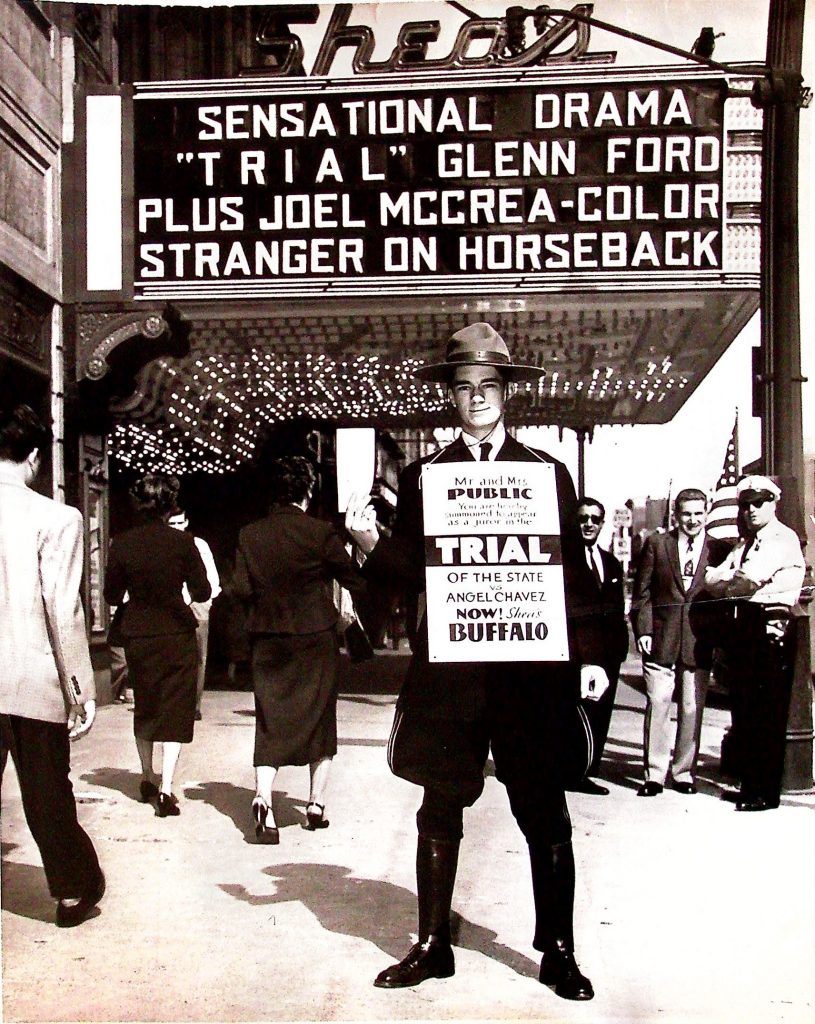 Shea's
SENSATIONAL DRAMA
"TRIAL" GLENN FORD
PLUS JOEL MCCREA-COLOR
STRANGER ON HORSEBACK
Mr and Mrs
PUBLIC
You are hereby
summoned to appear
as a juror in the
TRIAL
OF THE STATE
VS
ANGEL CHAVEZ
NOW! Shea's
BUFFALO